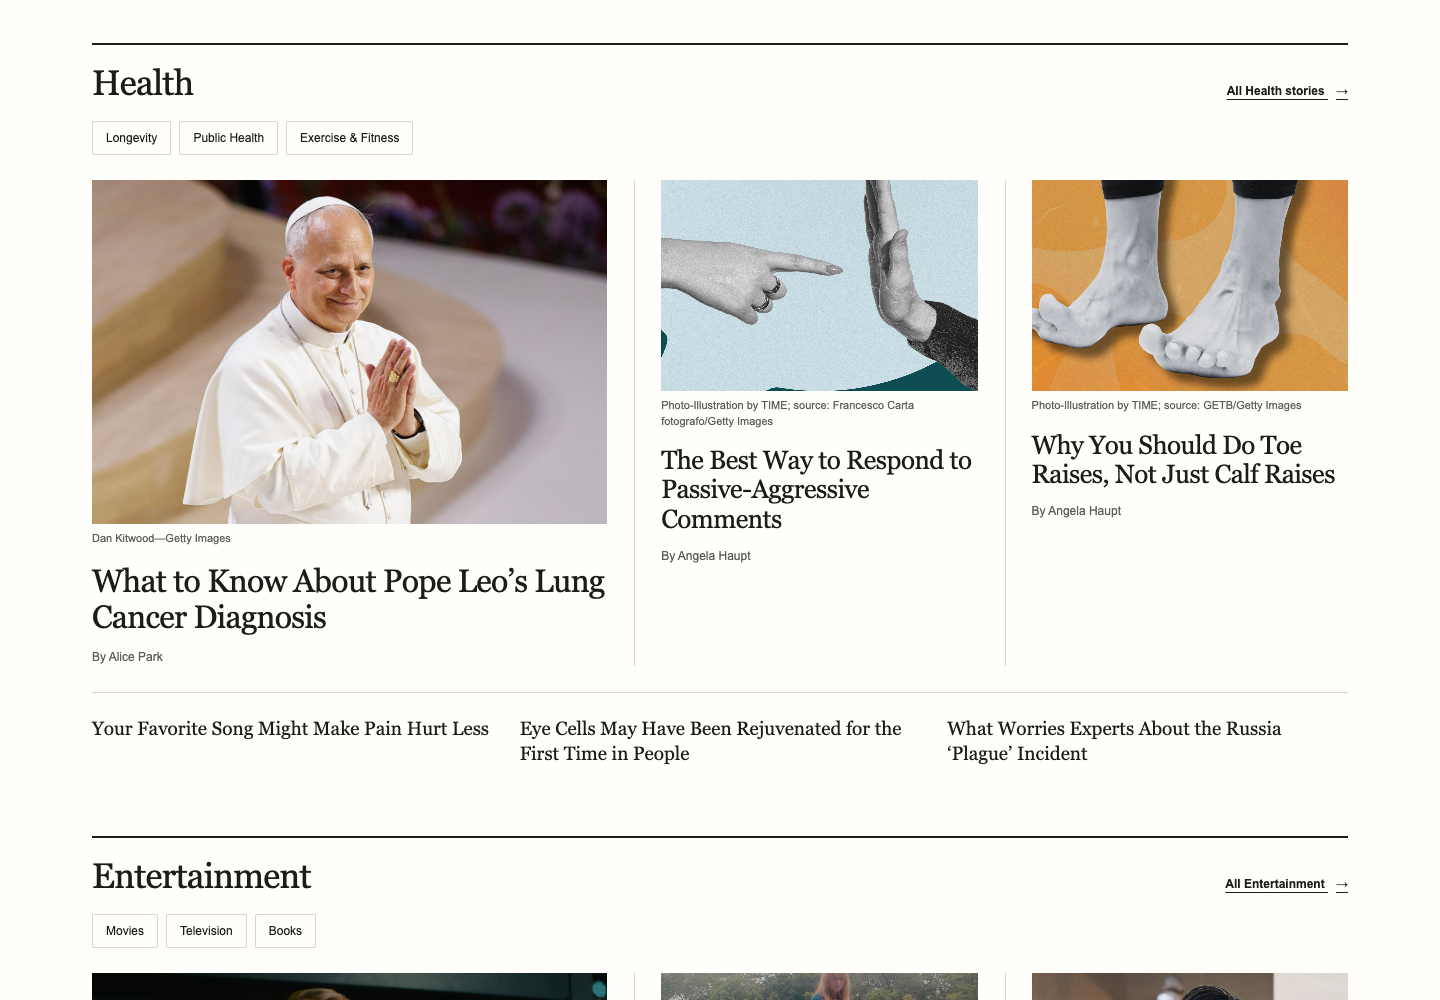 Health
All Health stories →
Longevity
Public Health
Exercise & Fitness
Dan Kitwood—Getty Images
What to Know About Pope Leo’s Lung
Cancer Diagnosis
By Alice Park
Photo-Illustration by TIME; source: Francesco Carta
fotografo/Getty Images
The Best Way to Respond to
Passive-Aggressive
Comments
By Angela Haupt
Photo-Illustration by TIME; source: GETB/Getty Images
Why You Should Do Toe
Raises, Not Just Calf Raises
By Angela Haupt
Your Favorite Song Might Make Pain Hurt Less
Eye Cells May Have Been Rejuvenated for the
First Time in People
What Worries Experts About the Russia
‘Plague’ Incident
Entertainment
All Entertainment →
Movies
Television
Books